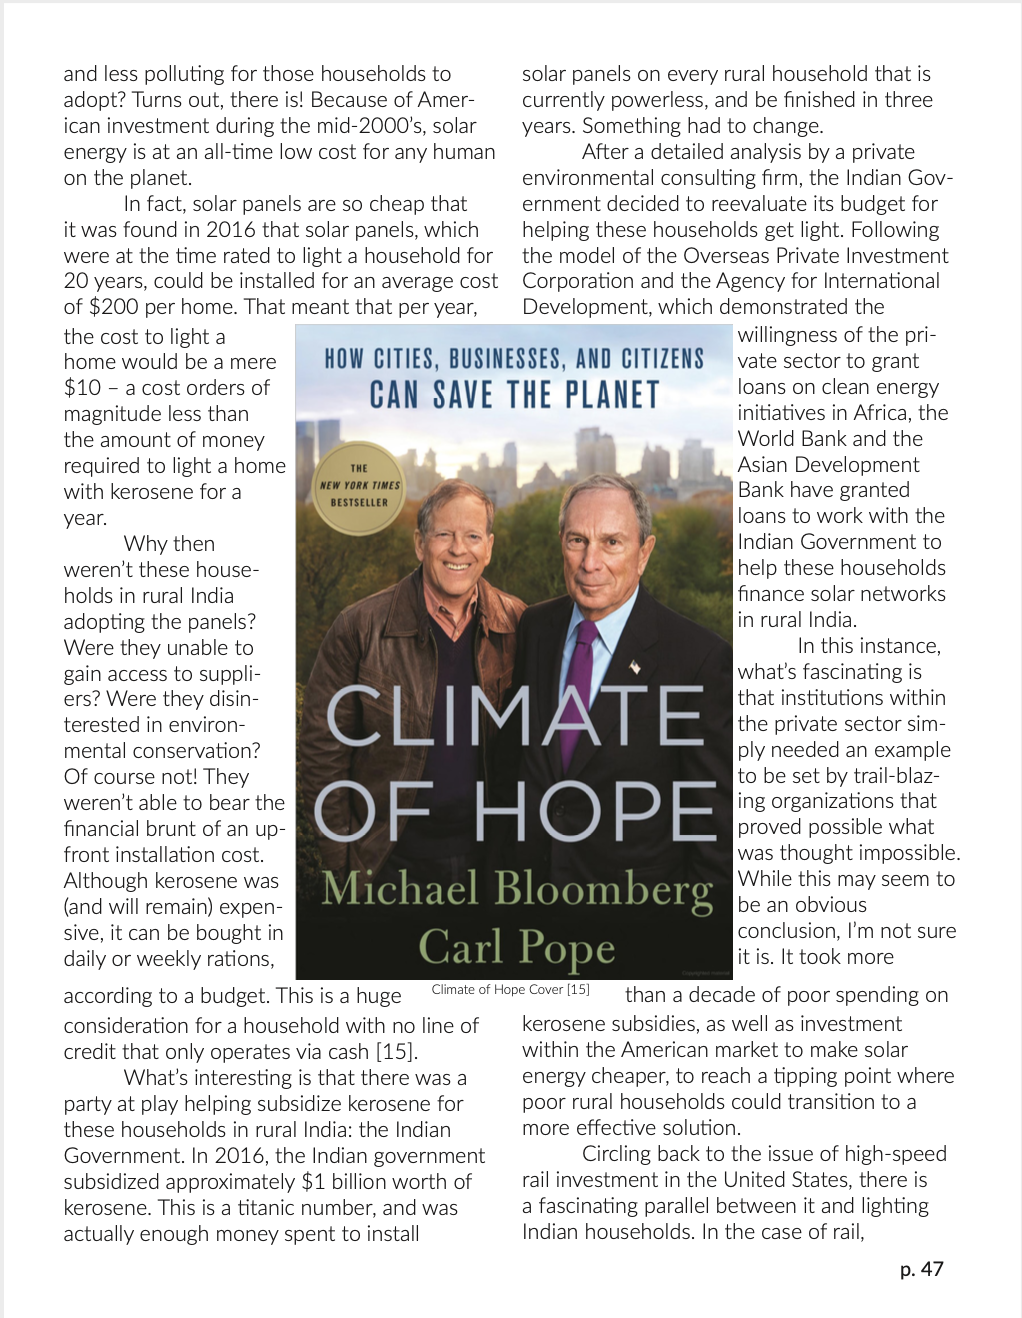 and less polluting for those households to
adopt? Turns out, there is! Because of Amer-
ican investment during the mid-2000's, solar
energy is at an all-time low cost for any human
on the planet.
In fact, solar panels are so cheap that
it was found in 2016 that solar panels, which
were at the time rated to light a household for
20 years, could be installed for an average cost
of $200 per home. That meant that per year,
the cost to light a
home would be a mere
$10 – a cost orders of
magnitude less than
the amount of money
required to light a home
with kerosene for a
year.
Why then
weren't these house-
holds in rural India
adopting the panels?
Were they unable to
gain access to suppli-
ers? Were they disin-
terested in environ-
mental conservation?
Of course not! They
weren't able to bear the
financial brunt of an up-
front installation cost.
Although kerosene was
(and will remain) expen-
sive, it can be bought in
daily or weekly rations,
according to a budget. This is a huge
consideration for a household with no line of
credit that only operates via cash [15].
What's interesting is that there was a
party at play helping subsidize kerosene for
these households in rural India: the Indian
Government. In 2016, the Indian government
subsidized approximately $1 billion worth of
kerosene. This is a titanic number, and was
actually enough money spent to install
HOW CITIES, BUSINESSES, AND CITIZENS
CAN SAVE THE PLANET
THE
NEW YORK TIMES
BESTSELLER
CLIMATE
OF HOPE
Michael Bloomberg
Carl Pope
Copyrighted material
Climate of Hope Cover [15]
solar panels on every rural household that is
currently powerless, and be finished in three
years. Something had to change.
After a detailed analysis by a private
environmental consulting firm, the Indian Gov-
ernment decided to reevaluate its budget for
helping these households get light. Following
the model of the Overseas Private Investment
Corporation and the Agency for International
Development, which demonstrated the
willingness of the pri-
vate sector to grant
loans on clean energy
initiatives in Africa, the
World Bank and the
Asian Development
Bank have granted
loans to work with the
Indian Government to
help these households
finance solar networks
in rural India.
In this instance,
what's fascinating is
that institutions within
the private sector sim-
ply needed an example
to be set by trail-blaz-
ing organizations that
proved possible what
was thought impossible.
While this may seem to
be an obvious
conclusion, I'm not sure
it is. It took more
than a decade of poor spending on
kerosene subsidies, as well as investment
within the American market to make solar
energy cheaper, to reach a tipping point where
poor rural households could transition to a
more effective solution.
Circling back to the issue of high-speed
rail investment in the United States, there is
a fascinating parallel between it and lighting
Indian households. In the case of rail,
p. 47